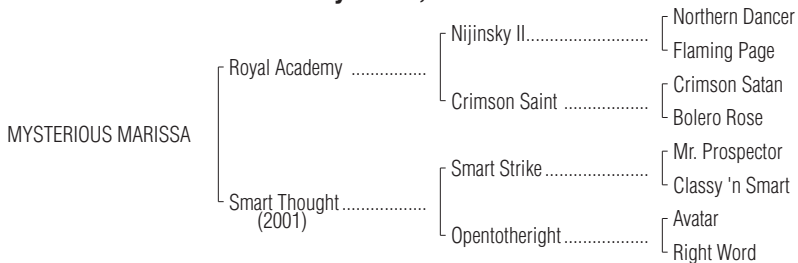 Northern Dancer
Nijinsky II..............................
Flaming Page
Royal Academy ..................
Crimson Satan
Crimson Saint .....................
Bolero Rose
MYSTERIOUS MARISSA
Mr. Prospector
Smart Strike.........................
Classy 'n Smart
Smart Thought....................
(2001)
Avatar
Opentotheright.....................
Right Word